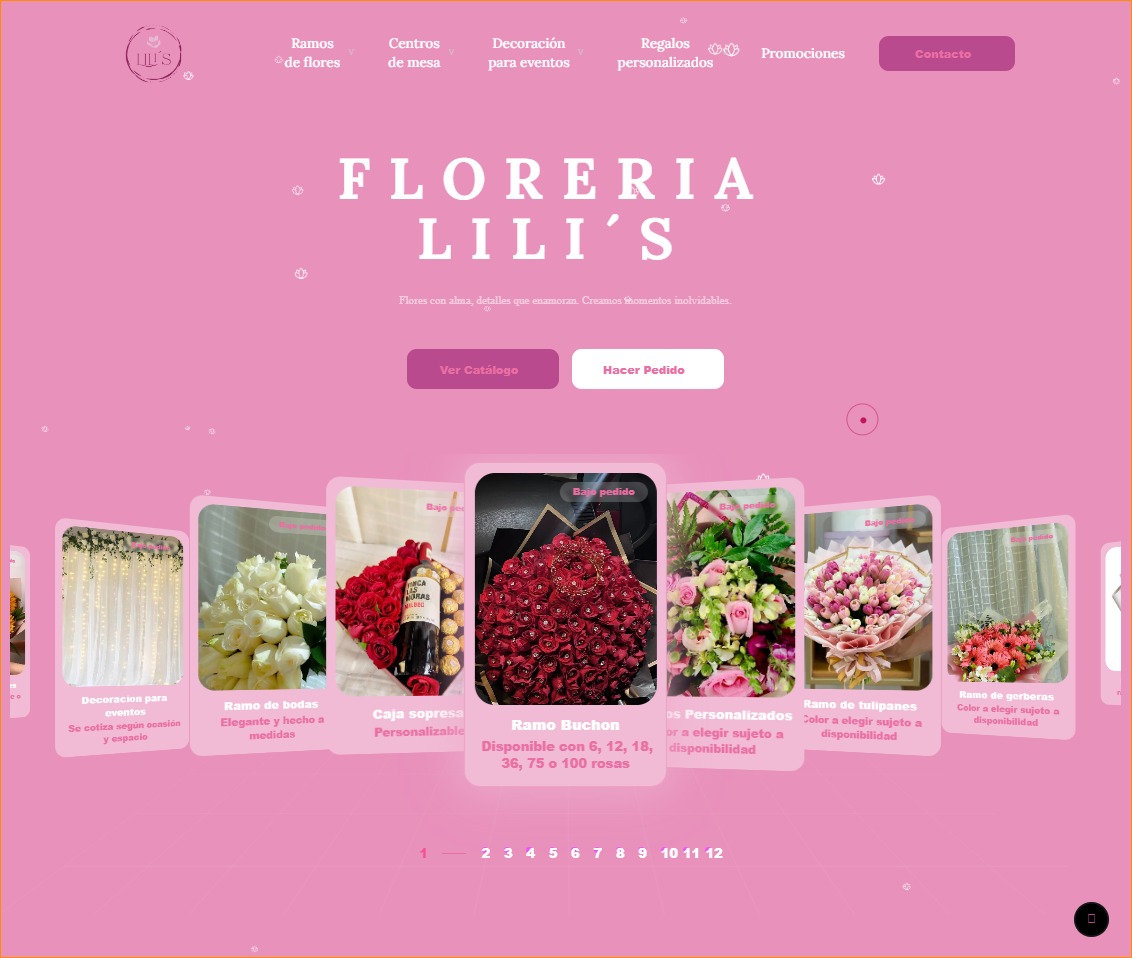 LILI´S
Ramos
de flores
Centros
de mesa
Decoración
para eventos
Regalos
personalizados
Promociones
Contacto
FLORERIA
LILI´S
Flores con alma, detalles que enamoran. Creamos momentos inolvidables.
Ver Catálogo
Hacer Pedido
Decoracion para
eventos
Se cotiza según ocasión
y espacio
Bajo pedido
Ramo de bodas
Elegante y hecho a
medidas
Bajo pe
FINCA
LAS
MORAS
MALBEC
Caja sopresa
Personalizable
Bajo pedido
Ramo Buchon
Disponible con 6, 12, 18,
36, 75 o 100 rosas
Bajo pedido
os Personalizados
or a elegir sujeto a
disponibilidad
Bajo pedido
Ramo de tulipanes
Color a elegir sujeto a
disponibilidad
Bajo pedido
Ramo de gerberas
Color a elegir sujeto a
disponibilidad
1 2 3 4 5 6 7 8 9 10 11 12